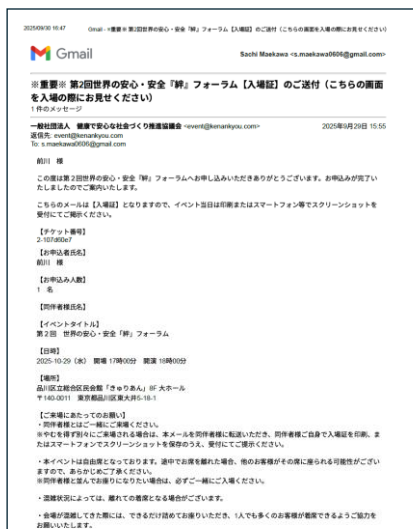 2025/09/30 16:47
Gmail - ※重要※ 第2回世界の安心・安全『絆』フォーラム【入場証】のご送付（こちらの画面を入場の際にお見せください）
Gmail
Sachi Maekawa <s.maekawa0606@gmail.com>
※重要※ 第2回世界の安心・安全『絆』フォーラム【入場証】のご送付（こちらの画面
を入場の際にお見せください）
1 件のメッセージ
一般社団法人　健康で安心な社会づくり推進協議会 <event@kenankyou.com>
2025年9月29日 15:55
返信先: event@kenankyou.com
To: s.maekawa0606@gmail.com
前川　様
この度は第２回世界の安心・安全『絆』フォーラムへお申し込みいただきありがとうございます。お申込みが完了い
たしましたのでご案内いたします。
こちらのメールは【入場証】となりますので、イベント当日は印刷またはスマートフォン等でスクリーンショットを
受付にてご掲示ください。
【チケット番号】
2-107d60e7
【お申込者氏名】
前川　様
【お申込み人数】
1　名
【同伴者様氏名】
【イベントタイトル】
第２回　世界の安心・安全「絆」フォーラム
【日時】
2025-10-29（水）　開場 17時00分　開演 18時00分
【場所】
品川区立総合区民会館「きゅりあん」8F 大ホール
〒140-0011　東京都品川区東大井5-18-1
【ご来場にあたってのお願い】
・同伴者様とはご一緒にご来場ください。
※やむを得ず別々にご来場される場合は、本メールを同伴者様に転送いただき、同伴者様ご自身で入場証を印刷、ま
たはスマートフォンでスクリーンショットを保存のうえ、受付にてご提示ください。
・本イベントは自由席となっております。途中でお席を離れた場合、他のお客様がその席に座られる可能性がござい
ますので、あらかじめご了承ください。
※同伴者様と並んでお座りになりたい場合は、必ずご一緒にご入場ください。
・混雑状況によっては、離れての着席となる場合がございます。
・会場が混雑してきた際には、できるだけ詰めてお座りいただき、1人でも多くのお客様が着席できるようご協力を
お願いいたします。